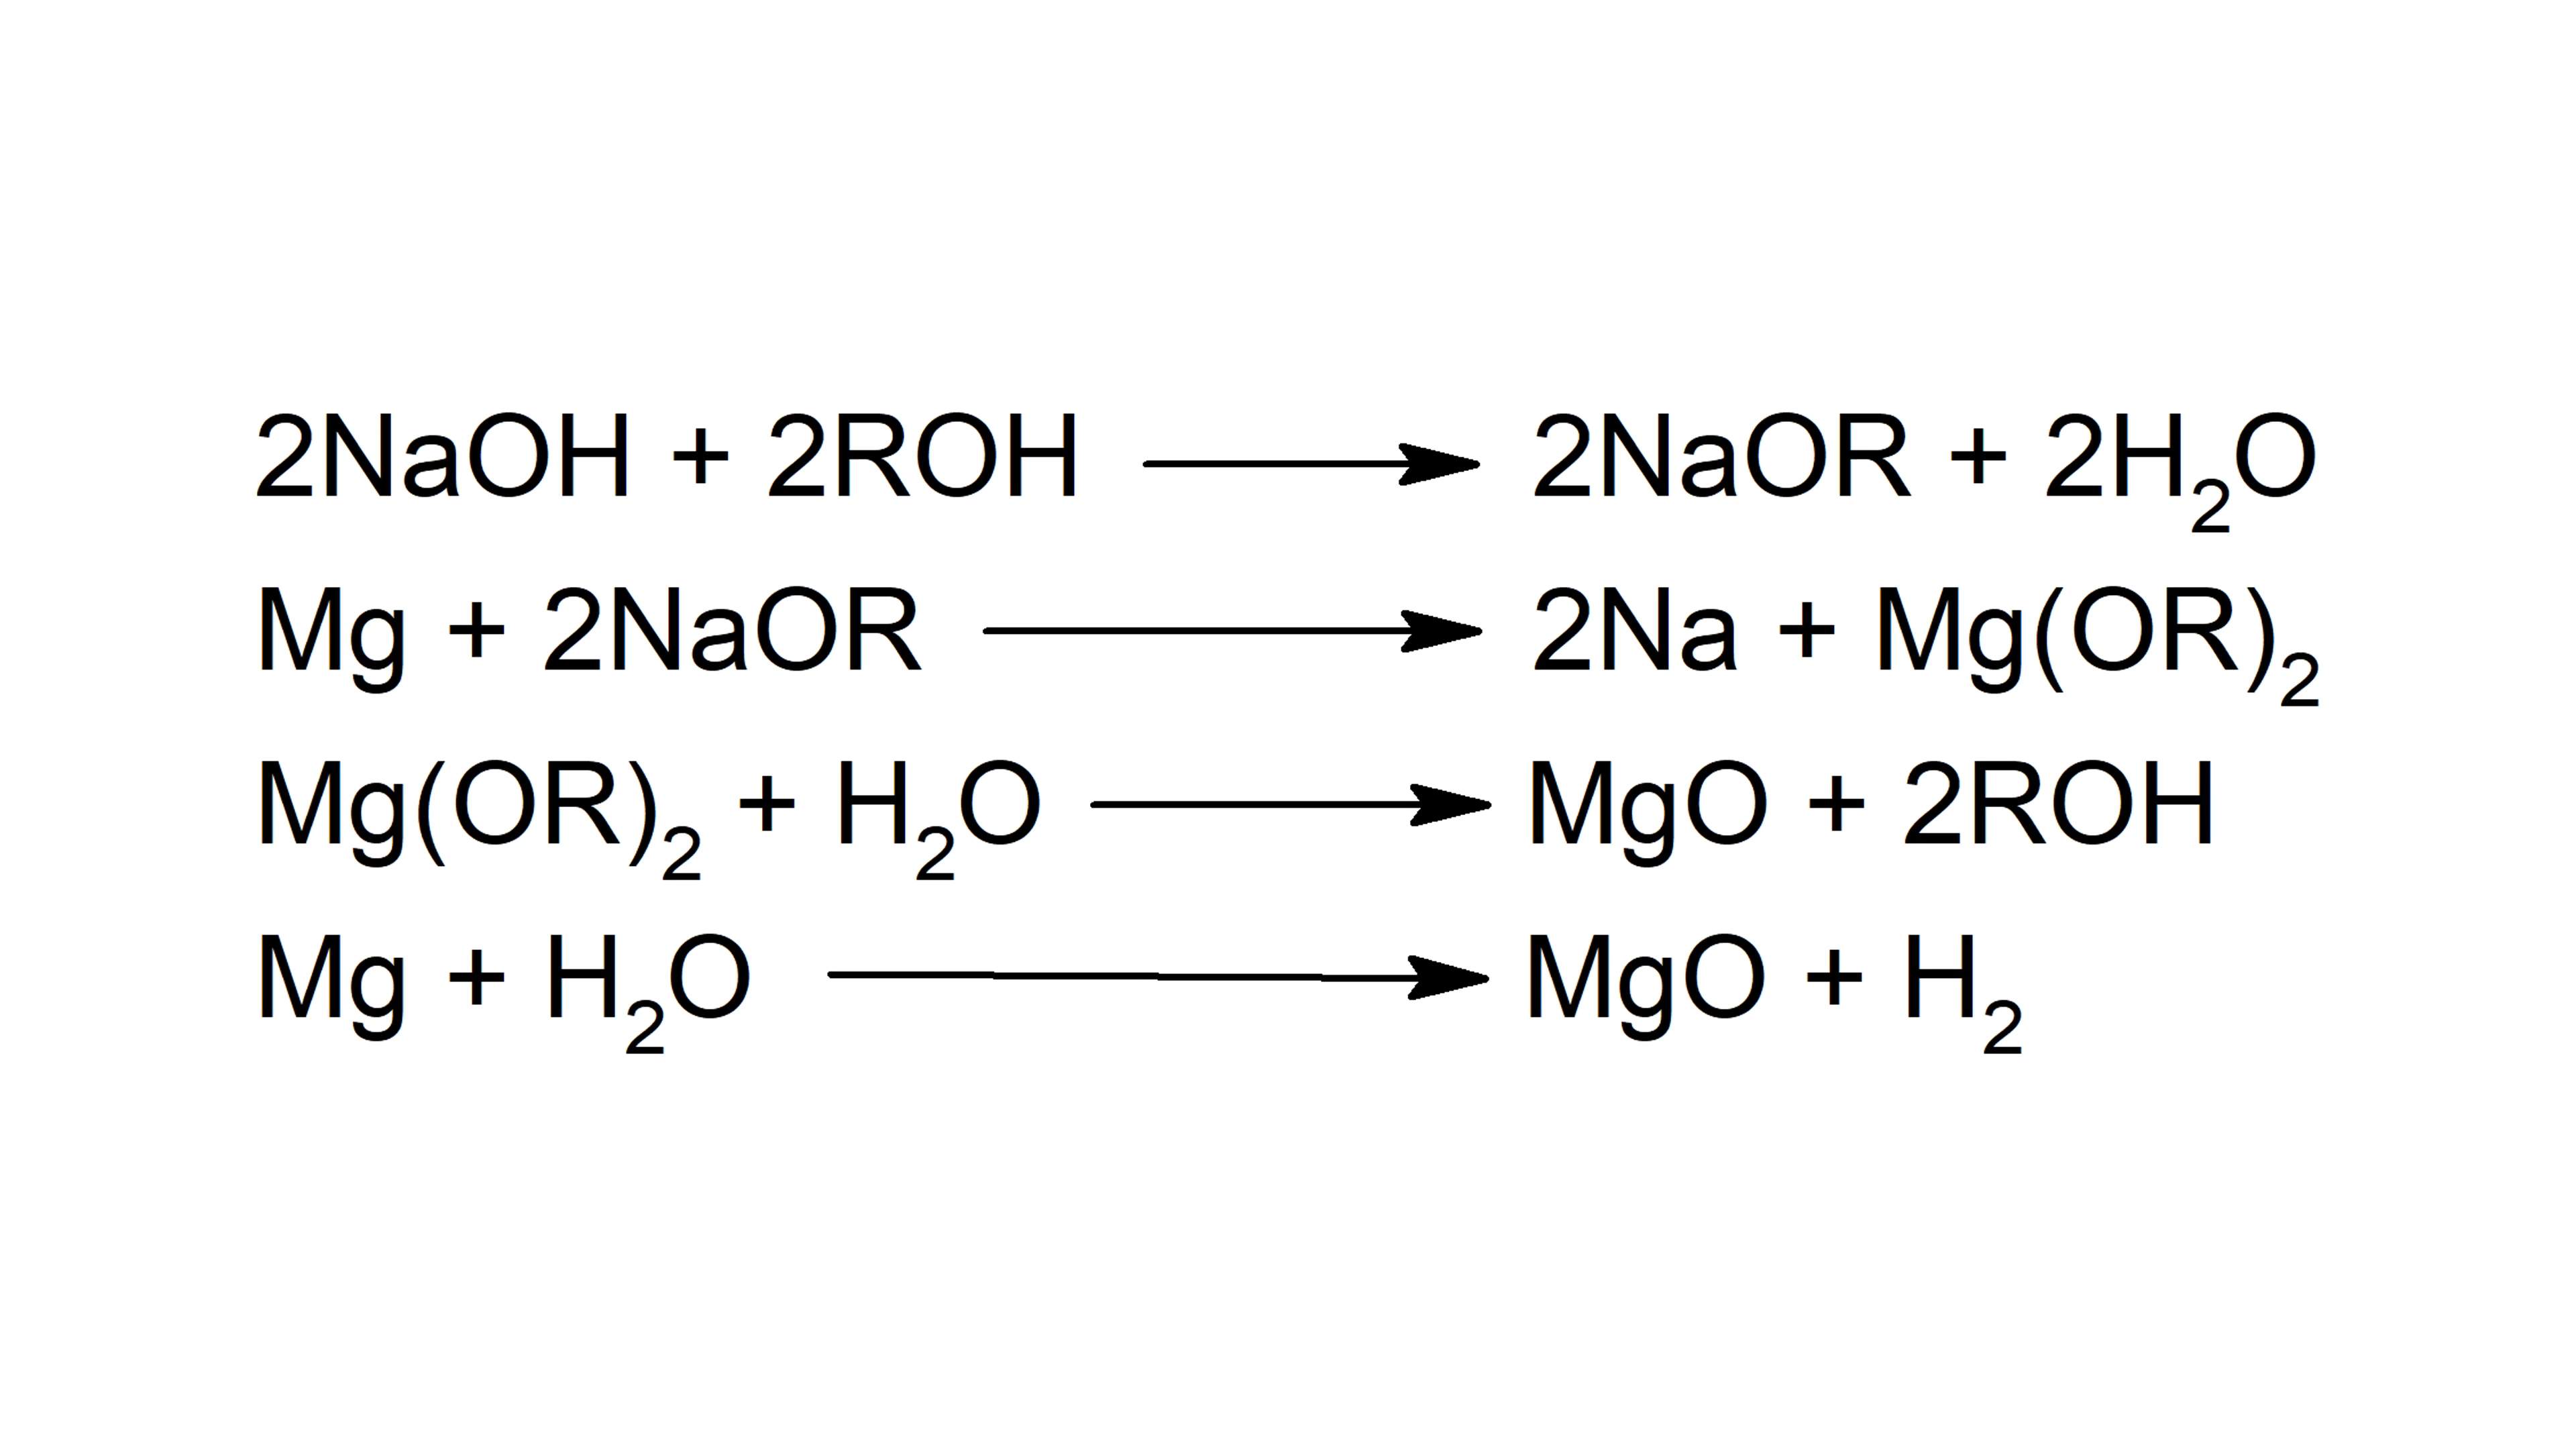 2NaOH + 2ROH ⟶ 2NaOR + 2H₂O
Mg + 2NaOR ⟶ 2Na + Mg(OR)₂
Mg(OR)₂ + H₂O ⟶ MgO + 2ROH
Mg + H₂O ⟶ MgO + H₂